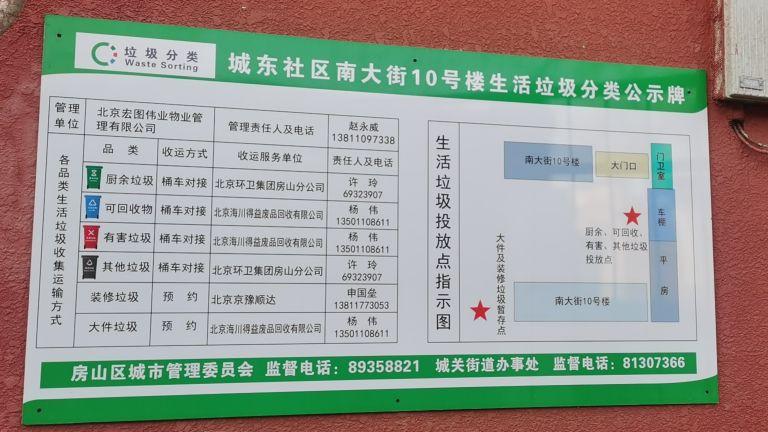 垃圾分类
Waste Sorting
城东社区南大街10号楼生活垃圾分类公示牌
管理单位 北京宏图伟业物业管理有限公司 管理责任人及电话 赵永威 13811097338
各品类生活垃圾收集运输方式
品类 收运方式 收运服务单位 责任人及电话
厨余垃圾 桶车对接 北京环卫集团房山分公司 许玲 69323907
可回收物 桶车对接 北京海川得益废品回收有限公司 杨伟 13501108611
有害垃圾 桶车对接 北京海川得益废品回收有限公司 杨伟 13501108611
其他垃圾 桶车对接 北京环卫集团房山分公司 许玲 69323907
装修垃圾 预约 北京京豫顺达 申国垒 13811773053
大件垃圾 预约 北京海川得益废品回收有限公司 杨伟 13501108611
生活垃圾投放点指示图
南大街10号楼
大门口
门卫室
车棚
平房
厨余、可回收、
有害、其他垃圾
投放点
大件及装修垃圾暂存点
南大街10号楼
房山区城市管理委员会 监督电话：89358821 城关街道办事处 监督电话：81307366